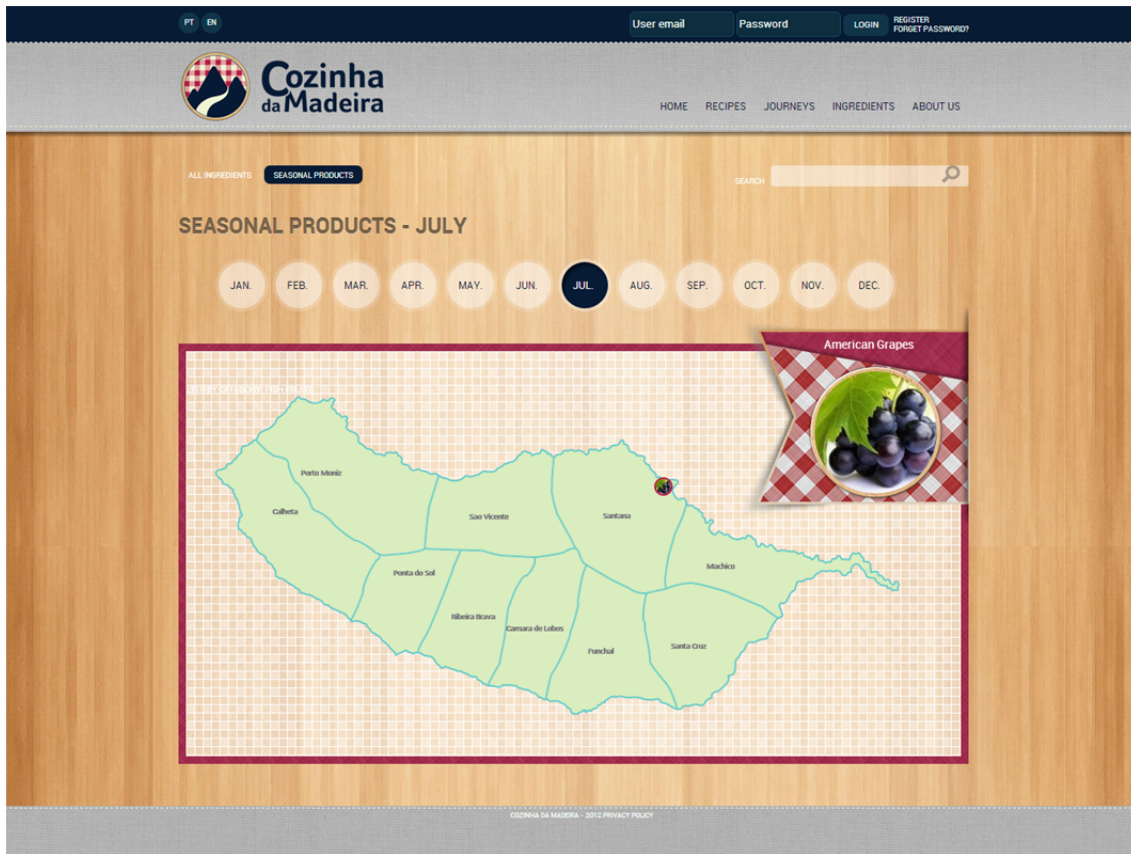 PT EN
User email Password LOGIN REGISTER
FORGET PASSWORD?
Cozinha
da Madeira
HOME RECIPES JOURNEYS INGREDIENTS ABOUT US
ALL INGREDIENTS SEASONAL PRODUCTS SEARCH
SEASONAL PRODUCTS - JULY
JAN. FEB. MAR. APR. MAY. JUN. JUL. AUG. SEP. OCT. NOV. DEC.
American Grapes
Porto Moniz
Calheta
Sao Vicente
Santana
Machico
Ponta do Sol
Ribeira Brava
Camara de Lobos
Funchal
Santa Cruz
COZINHA DA MADEIRA - 2012 PRIVACY POLICY